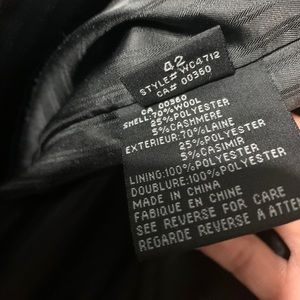 42
STYLE# WC4712
CA# 00360
CA 00360
SHELL:70%WOOL
25%POLYESTER
5%CASHMERE
EXTERIEUR:70%LAINE
25%POLYESTER
5%CASIMIR
LINING:100%POLYESTER
DOUBLURE:100%POLYESTER
MADE IN CHINA
FABIQUE EN CHINE
SEE REVERSE FOR CARE
REGARDE REVERSE A ATTEN